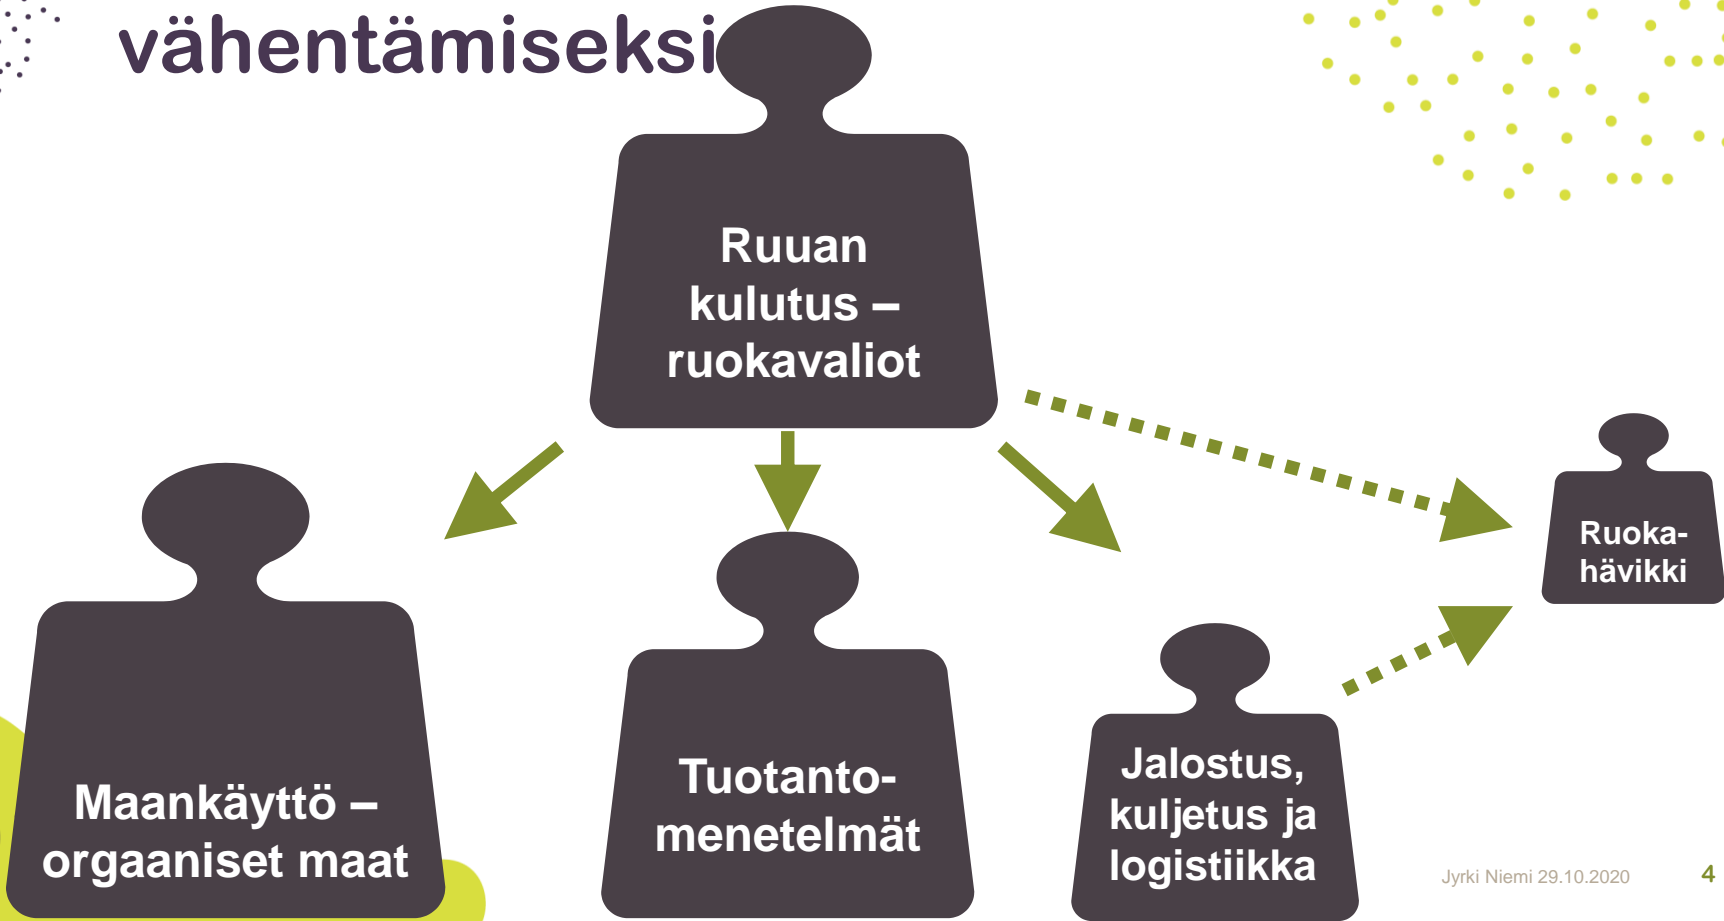 vähentämiseksi
Ruuan
kulutus –
ruokavaliot
Ruoka-
hävikki
Maankäyttö –
orgaaniset maat
Tuotanto-
menetelmät
Jalostus,
kuljetus ja
logistiikka
Jyrki Niemi 29.10.2020
4